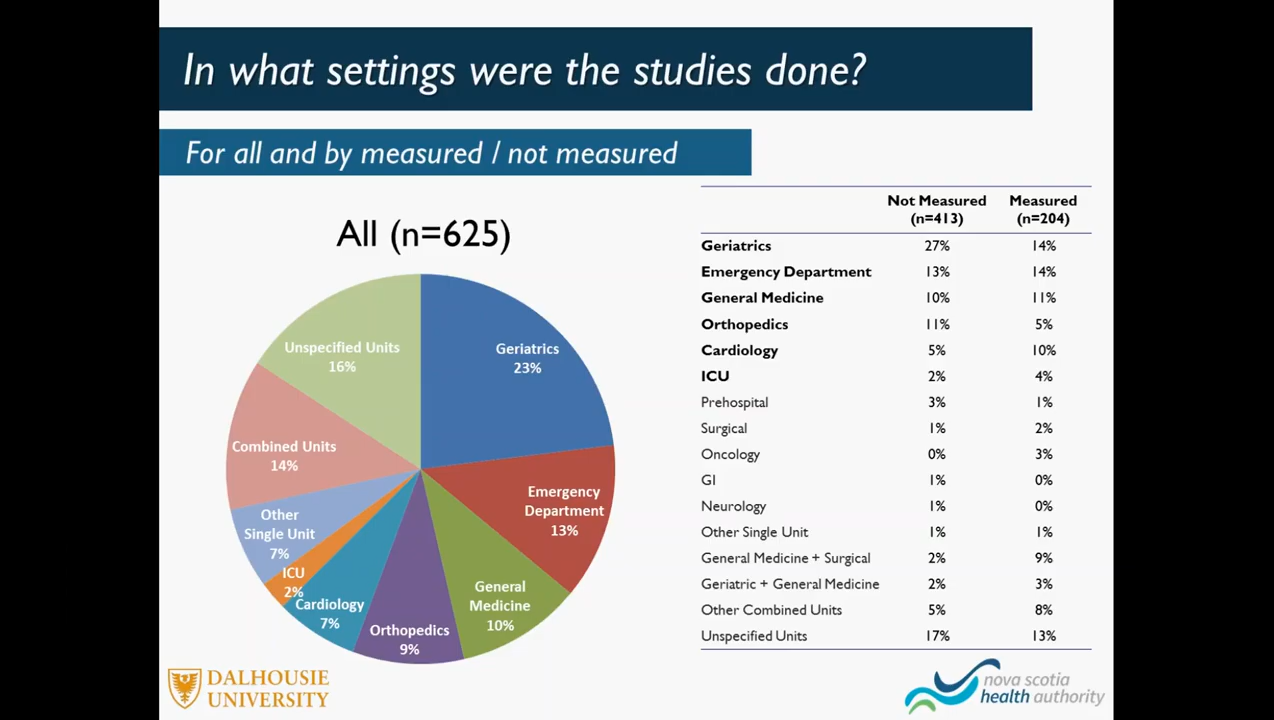 In what settings were the studies done?
For all and by measured / not measured
All (n=625)
Unspecified Units
16%
Geriatrics
23%
Combined Units
14%
Emergency
Department
13%
Other
Single Unit
7%
ICU
2%
General
Medicine
10%
Cardiology
7%
Orthopedics
9%
Not Measured Measured
(n=413) (n=204)
Geriatrics 27% 14%
Emergency Department 13% 14%
General Medicine 10% 11%
Orthopedics 11% 5%
Cardiology 5% 10%
ICU 2% 4%
Prehospital 3% 1%
Surgical 1% 2%
Oncology 0% 3%
GI 1% 0%
Neurology 1% 0%
Other Single Unit 1% 1%
General Medicine + Surgical 2% 9%
Geriatric + General Medicine 2% 3%
Other Combined Units 5% 8%
Unspecified Units 17% 13%
DALHOUSIE
UNIVERSITY
nova scotia
health authority